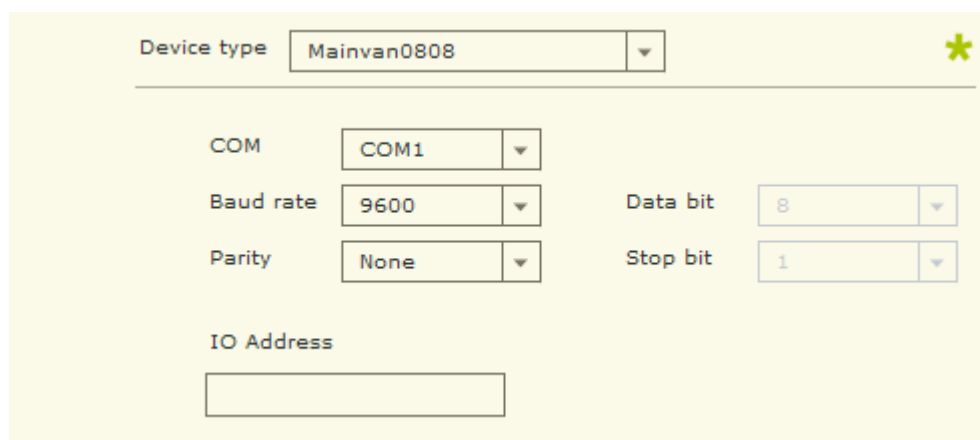 Device type Mainvan0808 *
COM COM1
Baud rate 9600 Data bit 8
Parity None Stop bit 1
IO Address